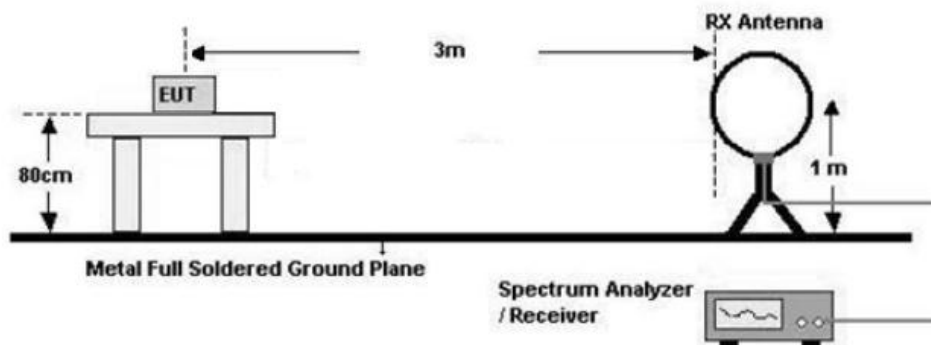 RX Antenna
3m
EUT
80cm
1 m
Metal Full Soldered Ground Plane
Spectrum Analyzer
/ Receiver